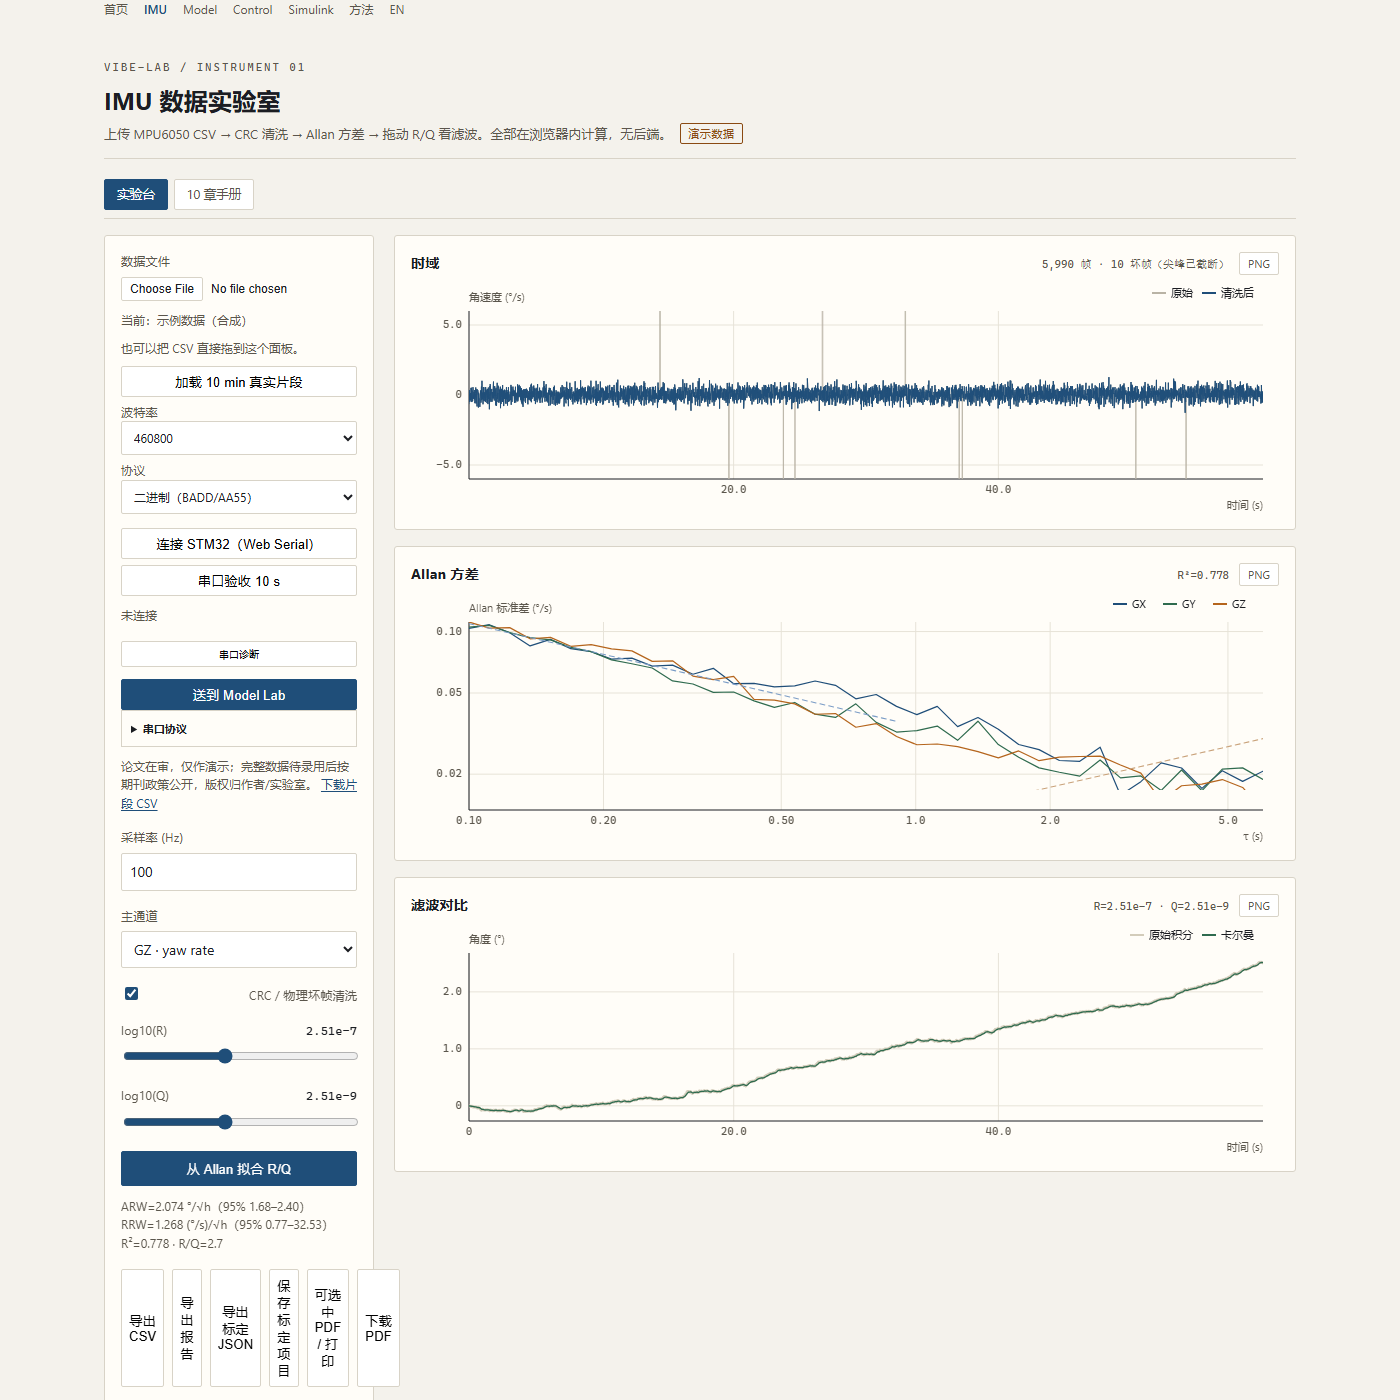 首页 IMU Model Control Simulink 方法 EN
VIBE-LAB / INSTRUMENT 01
IMU 数据实验室
上传 MPU6050 CSV → CRC 清洗 → Allan 方差 → 拖动 R/Q 看滤波。全部在浏览器内计算，无后端。 演示数据
实验台 10 章手册
数据文件
Choose File No file chosen
当前：示例数据（合成）
也可以把 CSV 直接拖到这个面板。
加载 10 min 真实片段
波特率
460800
协议
二进制（BADD/AA55）
连接 STM32（Web Serial）
串口验收 10 s
未连接
串口诊断
送到 Model Lab
▶ 串口协议
论文在审，仅作演示；完整数据待录用后按
期刊政策公开，版权归作者/实验室。 下载片
段 CSV
采样率 (Hz)
100
主通道
GZ · yaw rate
CRC / 物理坏帧清洗
log10(R) 2.51e-7
log10(Q) 2.51e-9
从 Allan 拟合 R/Q
ARW=2.074 °/√h（95% 1.68–2.40）
RRW=1.268 (°/s)/√h（95% 0.77–32.53）
R²=0.778 · R/Q=2.7
导出
CSV
导
出
报
告
导出
标定
JSON
保
存
标
定
项
目
可选
中
PDF
/ 打
印
下载
PDF
时域
5,990 帧 · 10 坏帧（尖峰已截断） PNG
角速度 (°/s)
原始 清洗后
5.0
0
−5.0
20.0 40.0
时间 (s)
Allan 方差
R²=0.778 PNG
Allan 标准差 (°/s)
GX GY GZ
0.10
0.05
0.02
0.10 0.20 0.50 1.0 2.0 5.0
τ (s)
滤波对比
R=2.51e-7 · Q=2.51e-9 PNG
角度 (°)
原始积分 卡尔曼
2.0
1.0
0
0 20.0 40.0
时间 (s)